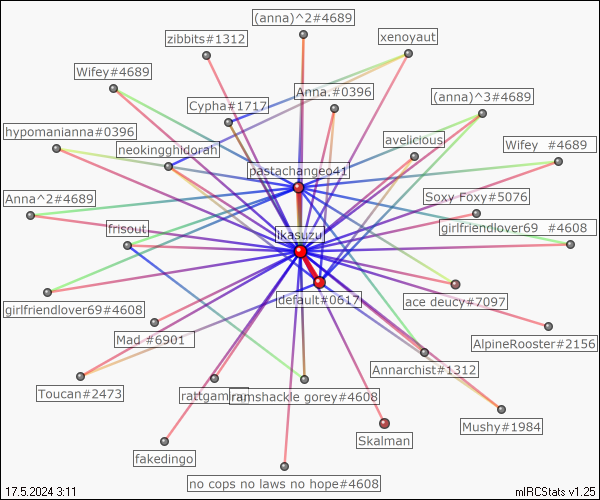 (anna)^2#4689
zibbits#1312
xenoyaut
Wifey#4689
Anna.#0396
(anna)^3#4689
Cypha#1717
hypomanianna#0396
avelicious
neokingghidorah
Wifey #4689
pastachangeo41
Anna^2#4689
Soxy Foxy#5076
frisout
ikasuzu
girlfriendlover69 #4608
default#0617
girlfriendlover69#4608
ace deucy#7097
Mad #6901
AlpineRooster#2156
Annarchist#1312
Toucan#2473
ramshackle gorey#4608
Mushy#1984
Skalman
fakedingo
no cops no laws no hope#4608
17.5.2024 3:11
mIRCStats v1.25